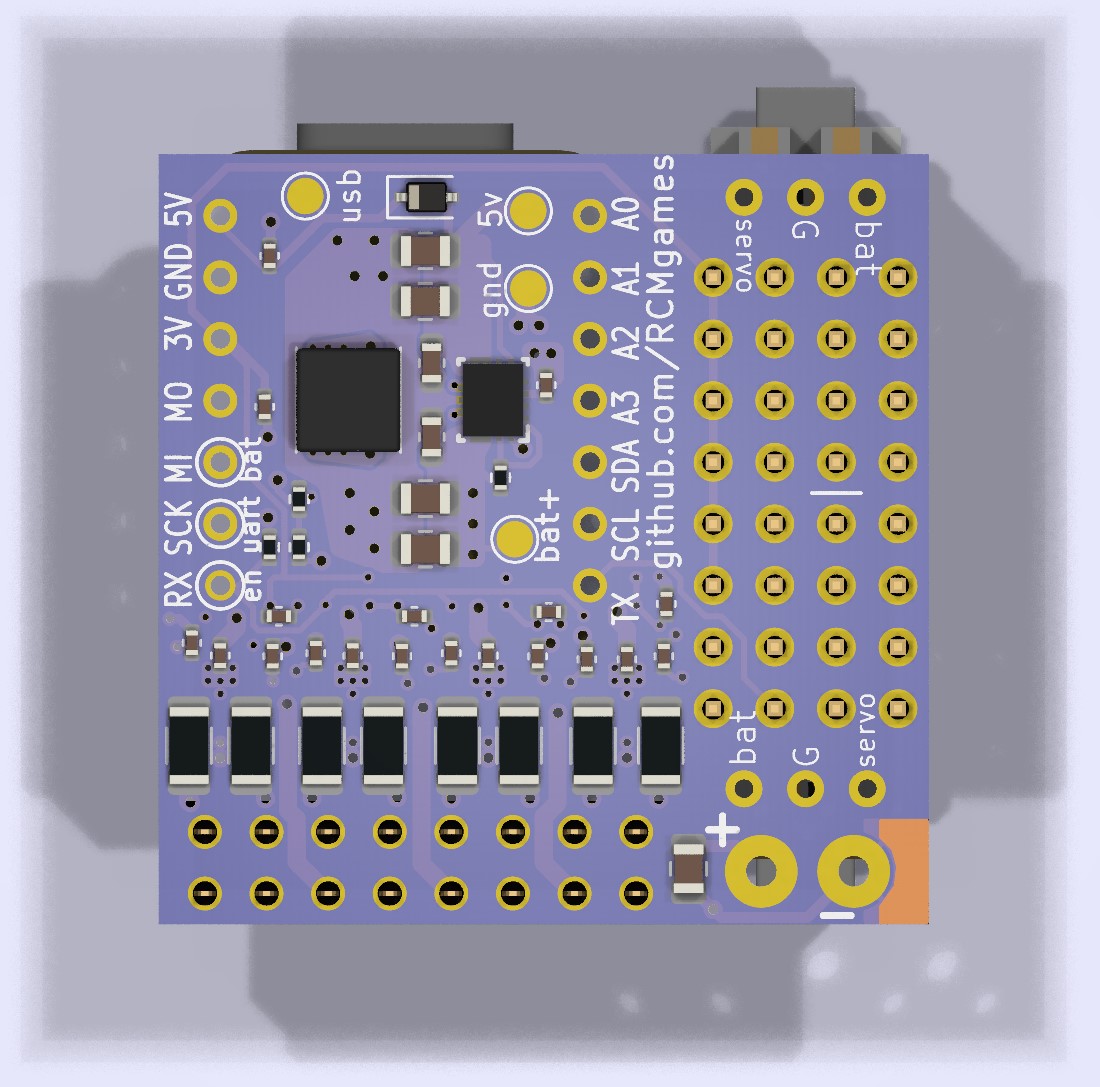 5V
GND
3V
MO
MI
SCK
RX
usb
bat
uart
en
5v
gnd
bat+
A0
A1
A2
A3
SDA
SCL
TX
github.com/RCMgames
servo
G
bat
bat
G
servo
+
−